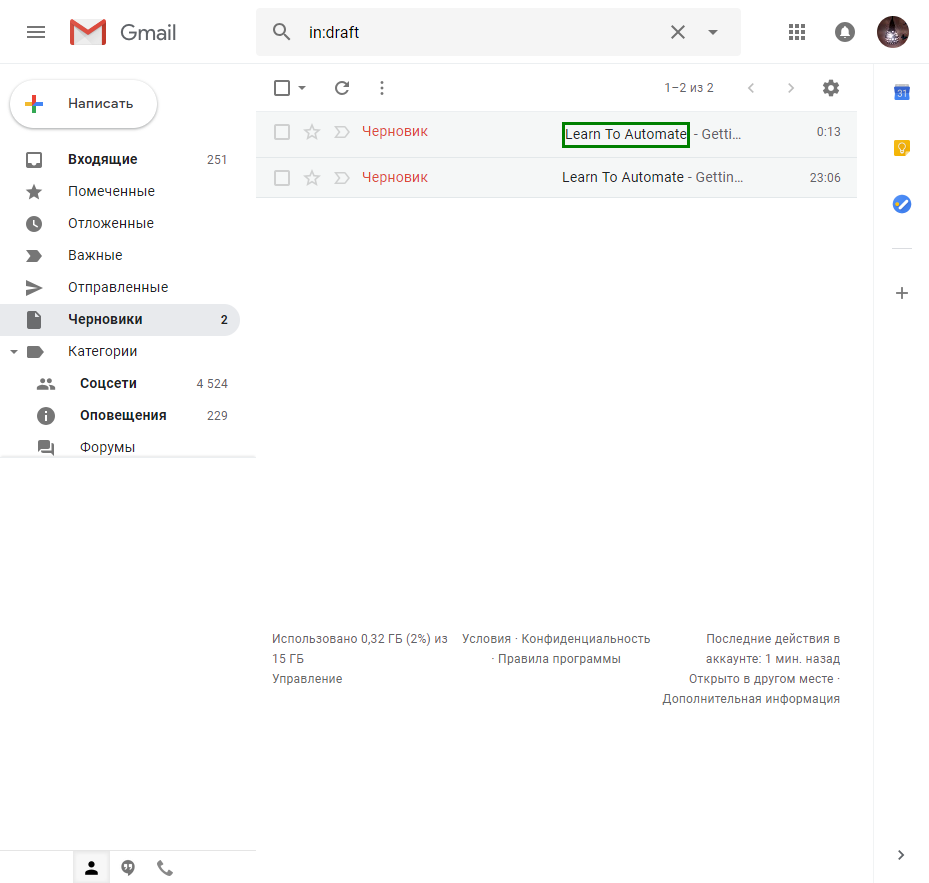 Gmail
in:draft
Написать
1–2 из 2
31
Входящие 251
Помеченные
Отложенные
Важные
Отправленные
Черновики 2
Категории
Соцсети 4 524
Оповещения 229
Форумы
Черновик Learn To Automate - Getti... 0:13
Черновик Learn To Automate - Gettin... 23:06
Использовано 0,32 ГБ (2%) из
15 ГБ
Управление
Условия · Конфиденциальность
· Правила программы
Последние действия в
аккаунте: 1 мин. назад
Открыто в другом месте ·
Дополнительная информация